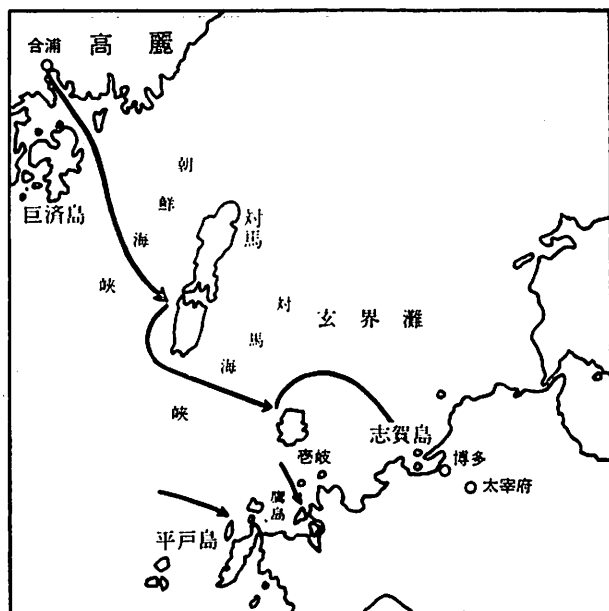 高麗
合浦
巨済島
朝鮮海峡
対馬
対馬海峡
玄界灘
志賀島
博多
太宰府
壱岐
鷹島
平戸島